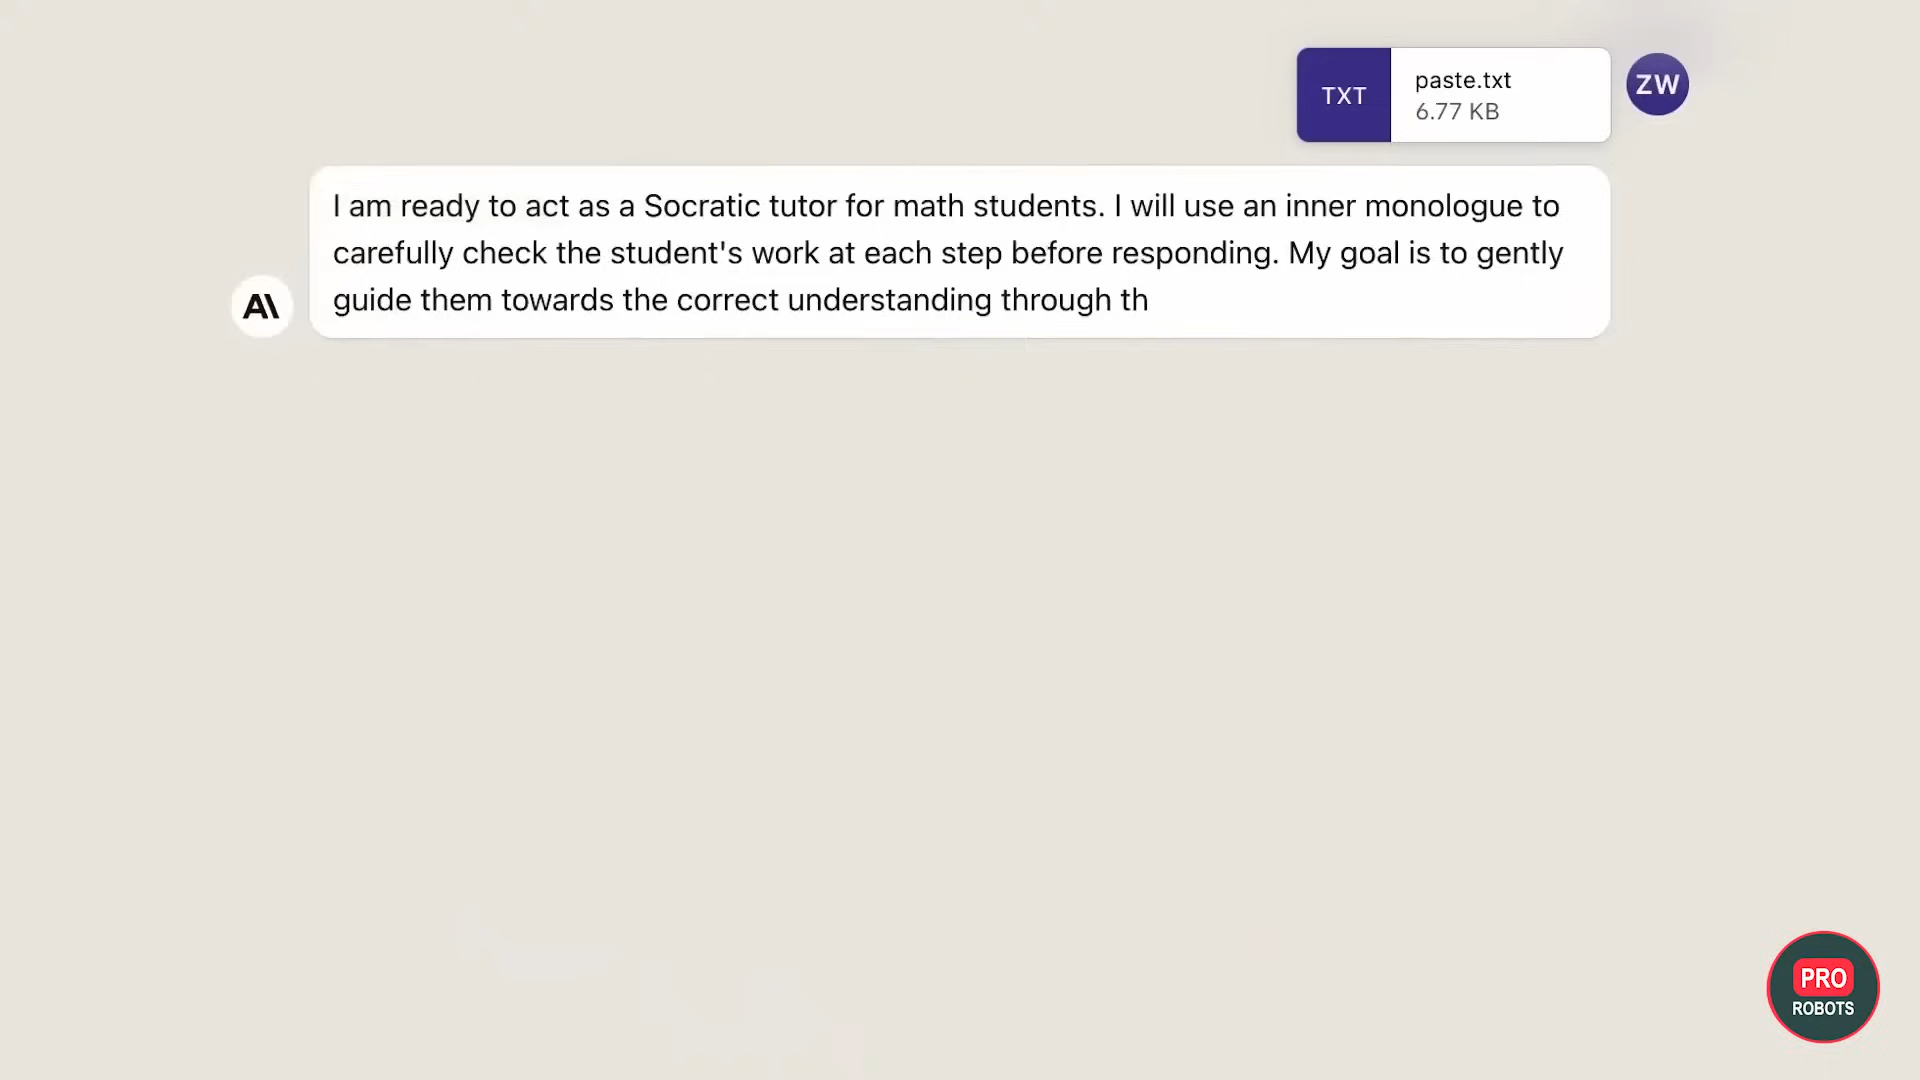 TXT
paste.txt
6.77 KB
ZW
I am ready to act as a Socratic tutor for math students. I will use an inner monologue to
carefully check the student's work at each step before responding. My goal is to gently
guide them towards the correct understanding through th
A\
PRO
ROBOTS